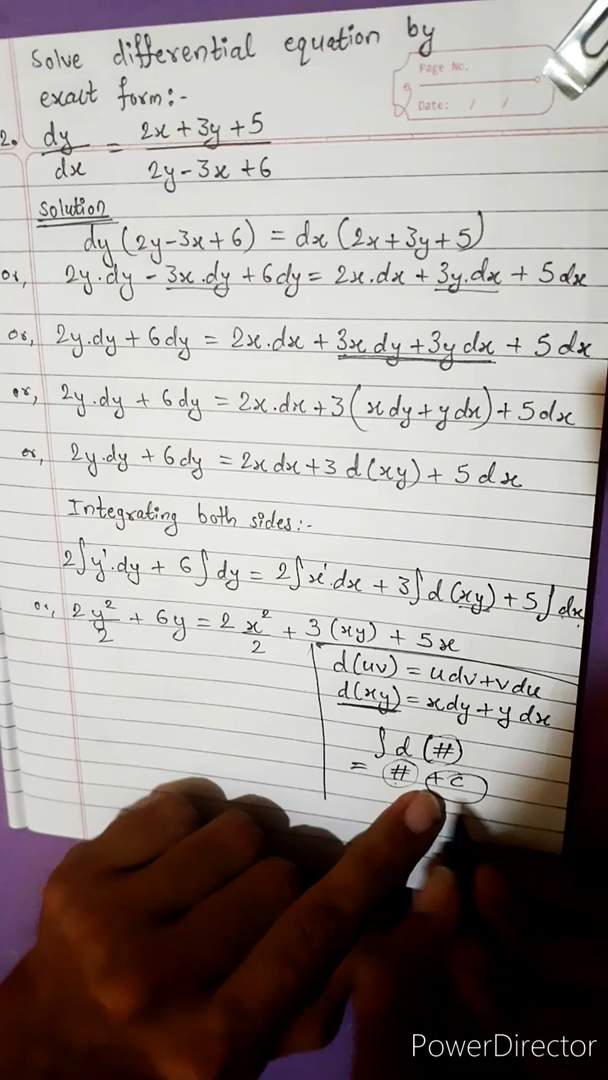 Solve differential equation by
exact form:-
Page No.
Date: / /
2. dy/dx = (2x + 3y + 5)/(2y - 3x + 6)
Solution
dy (2y - 3x + 6) = dx (2x + 3y + 5)
or, 2y.dy - 3x.dy + 6dy = 2x.dx + 3y.dx + 5dx
or, 2y.dy + 6dy = 2x.dx + 3x dy + 3y dx + 5dx
or, 2y.dy + 6dy = 2x.dx + 3(x dy + y dx) + 5dx
or, 2y.dy + 6dy = 2x dx + 3 d(xy) + 5 dx
Integrating both sides:-
2∫y¹.dy + 6∫dy = 2∫x¹.dx + 3∫d(xy) + 5∫dx
or, 2 y²/2 + 6y = 2 x²/2 + 3(xy) + 5x
d(uv) = udv + vdu
d(xy) = xdy + y dx
∫d(#)
= # + c
PowerDirector